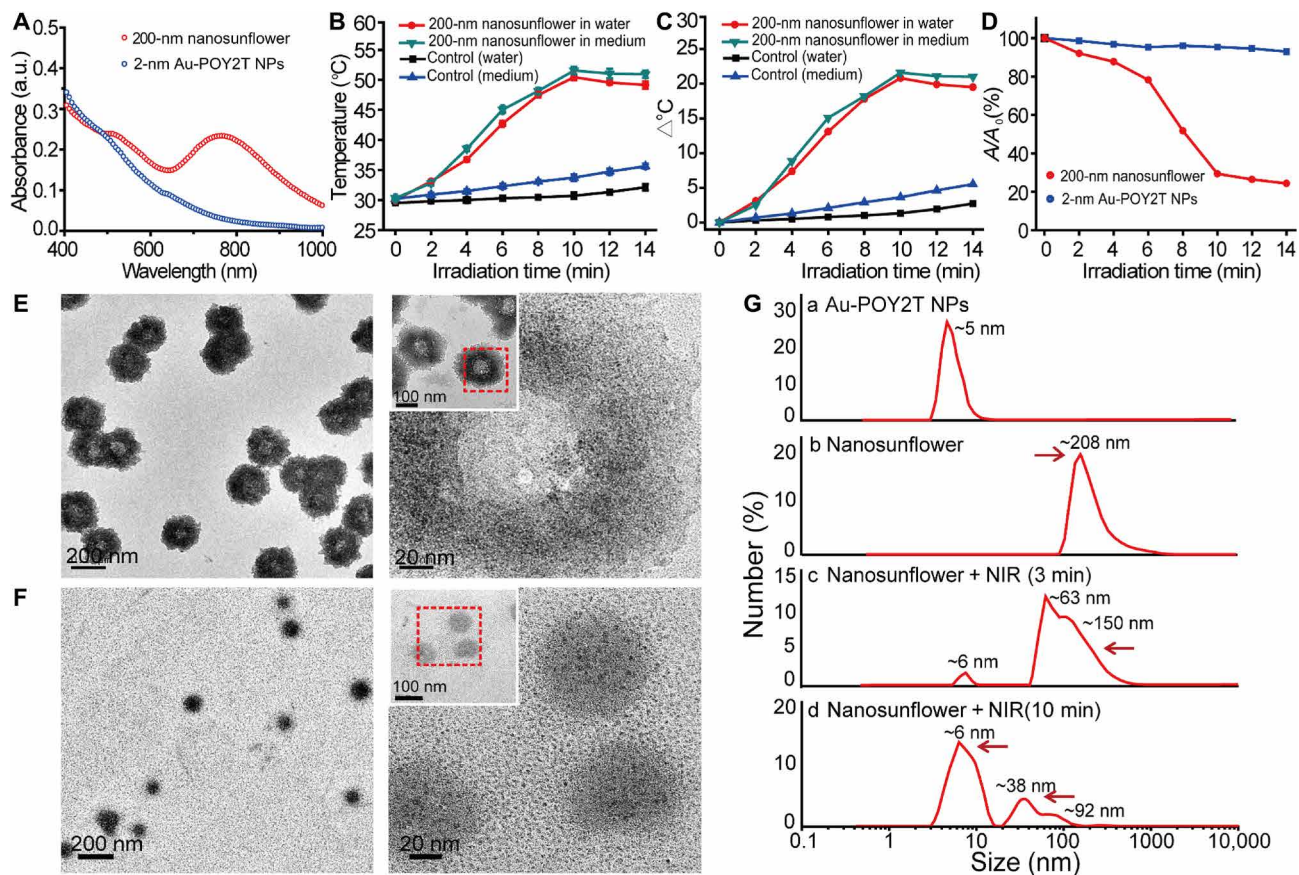 A
200-nm nanosunflower
2-nm Au-POY2T NPs
Absorbance (a.u.)
0.5
0.4
0.3
0.2
0.1
0.0
400
600
800
1000
Wavelength (nm)
B
200-nm nanosunflower in water
200-nm nanosunflower in medium
Control (water)
Control (medium)
Temperature (°C)
60
55
50
45
40
35
30
25
0
2
4
6
8
10
12
14
Irradiation time (min)
C
200-nm nanosunflower in water
200-nm nanosunflower in medium
Control (water)
Control (medium)
△°C
30
25
20
15
10
5
0
0
2
4
6
8
10
12
14
Irradiation time (min)
D
A/A0(%)
100
80
60
40
20
0
200-nm nanosunflower
2-nm Au-POY2T NPs
0
2
4
6
8
10
12
14
Irradiation time (min)
E
200 nm
100 nm
20 nm
F
200 nm
100 nm
20 nm
G
Number (%)
a Au-POY2T NPs
~5 nm
30
20
10
0
b Nanosunflower
~208 nm
20
10
0
c Nanosunflower + NIR (3 min)
~63 nm
~150 nm
~6 nm
15
10
5
0
d Nanosunflower + NIR(10 min)
~6 nm
~38 nm
~92 nm
20
10
0
0.1
1
10
100
1000
10,000
Size (nm)